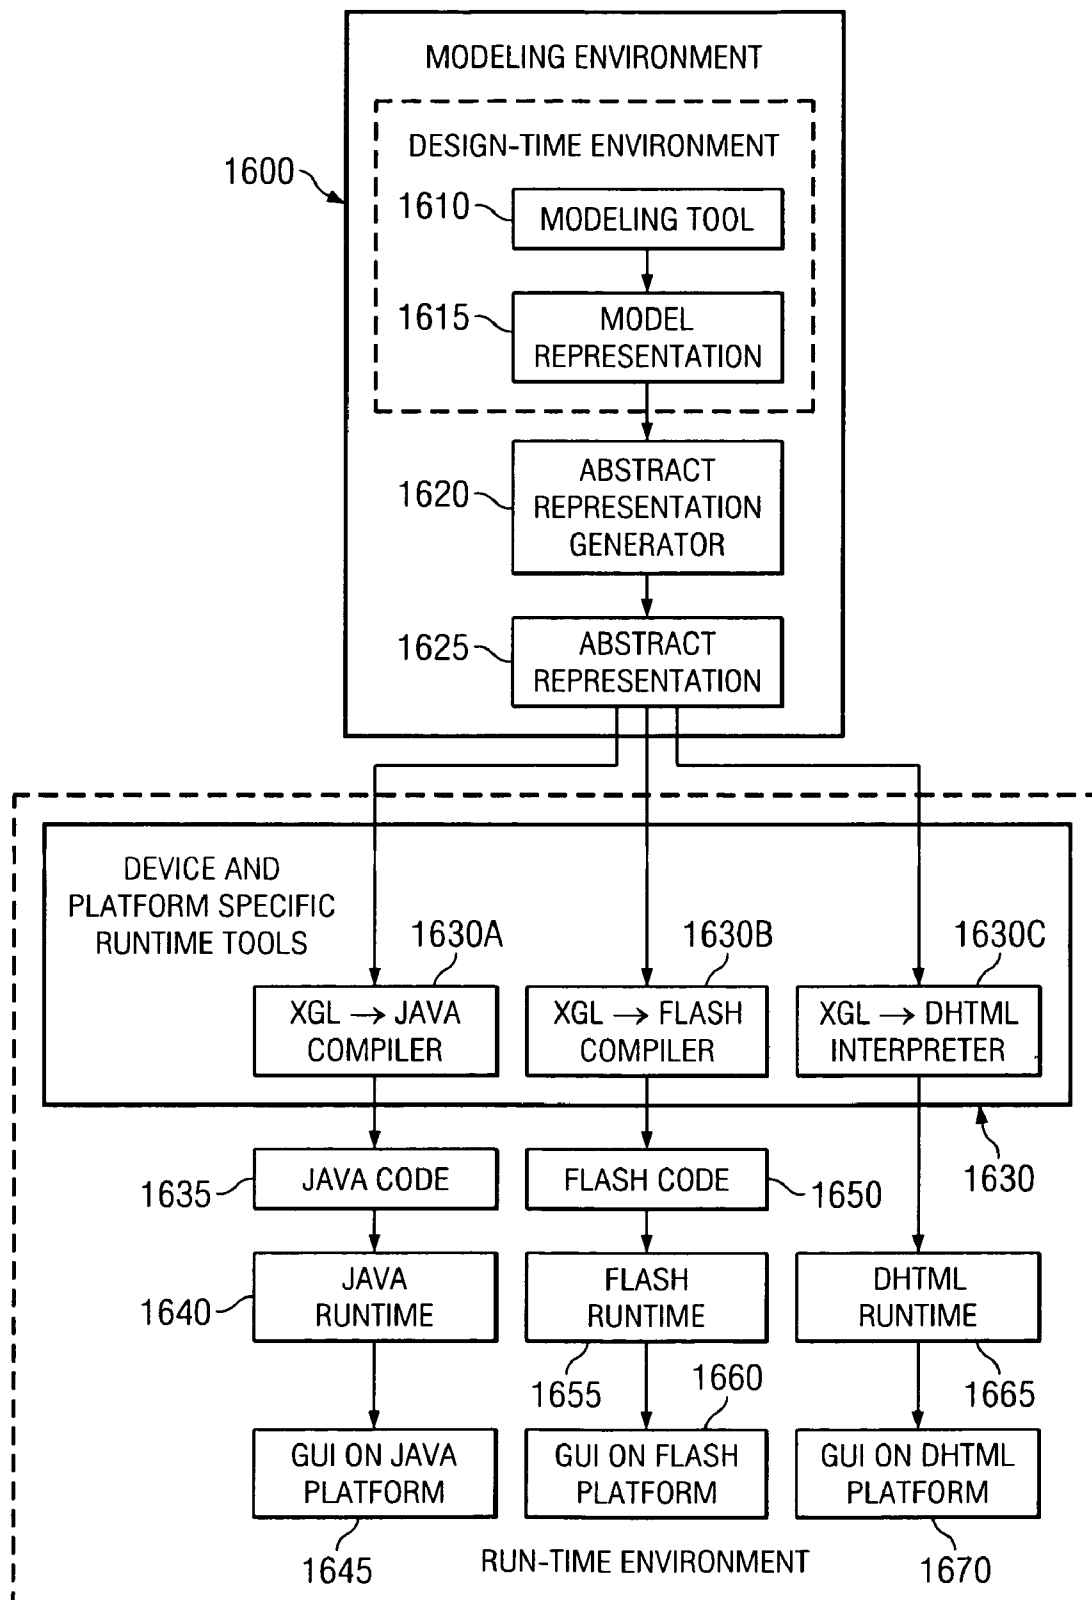 MODELING ENVIRONMENT
DESIGN-TIME ENVIRONMENT
1600
1610
MODELING TOOL
1615
MODEL
REPRESENTATION
1620
ABSTRACT
REPRESENTATION
GENERATOR
1625
ABSTRACT
REPRESENTATION
DEVICE AND
PLATFORM SPECIFIC
RUNTIME TOOLS
1630A
1630B
1630C
XGL → JAVA
COMPILER
XGL → FLASH
COMPILER
XGL → DHTML
INTERPRETER
1630
1635
JAVA CODE
FLASH CODE
1650
1640
JAVA
RUNTIME
FLASH
RUNTIME
DHTML
RUNTIME
1655
1660
1665
GUI ON JAVA
PLATFORM
GUI ON FLASH
PLATFORM
GUI ON DHTML
PLATFORM
1645
RUN-TIME ENVIRONMENT
1670